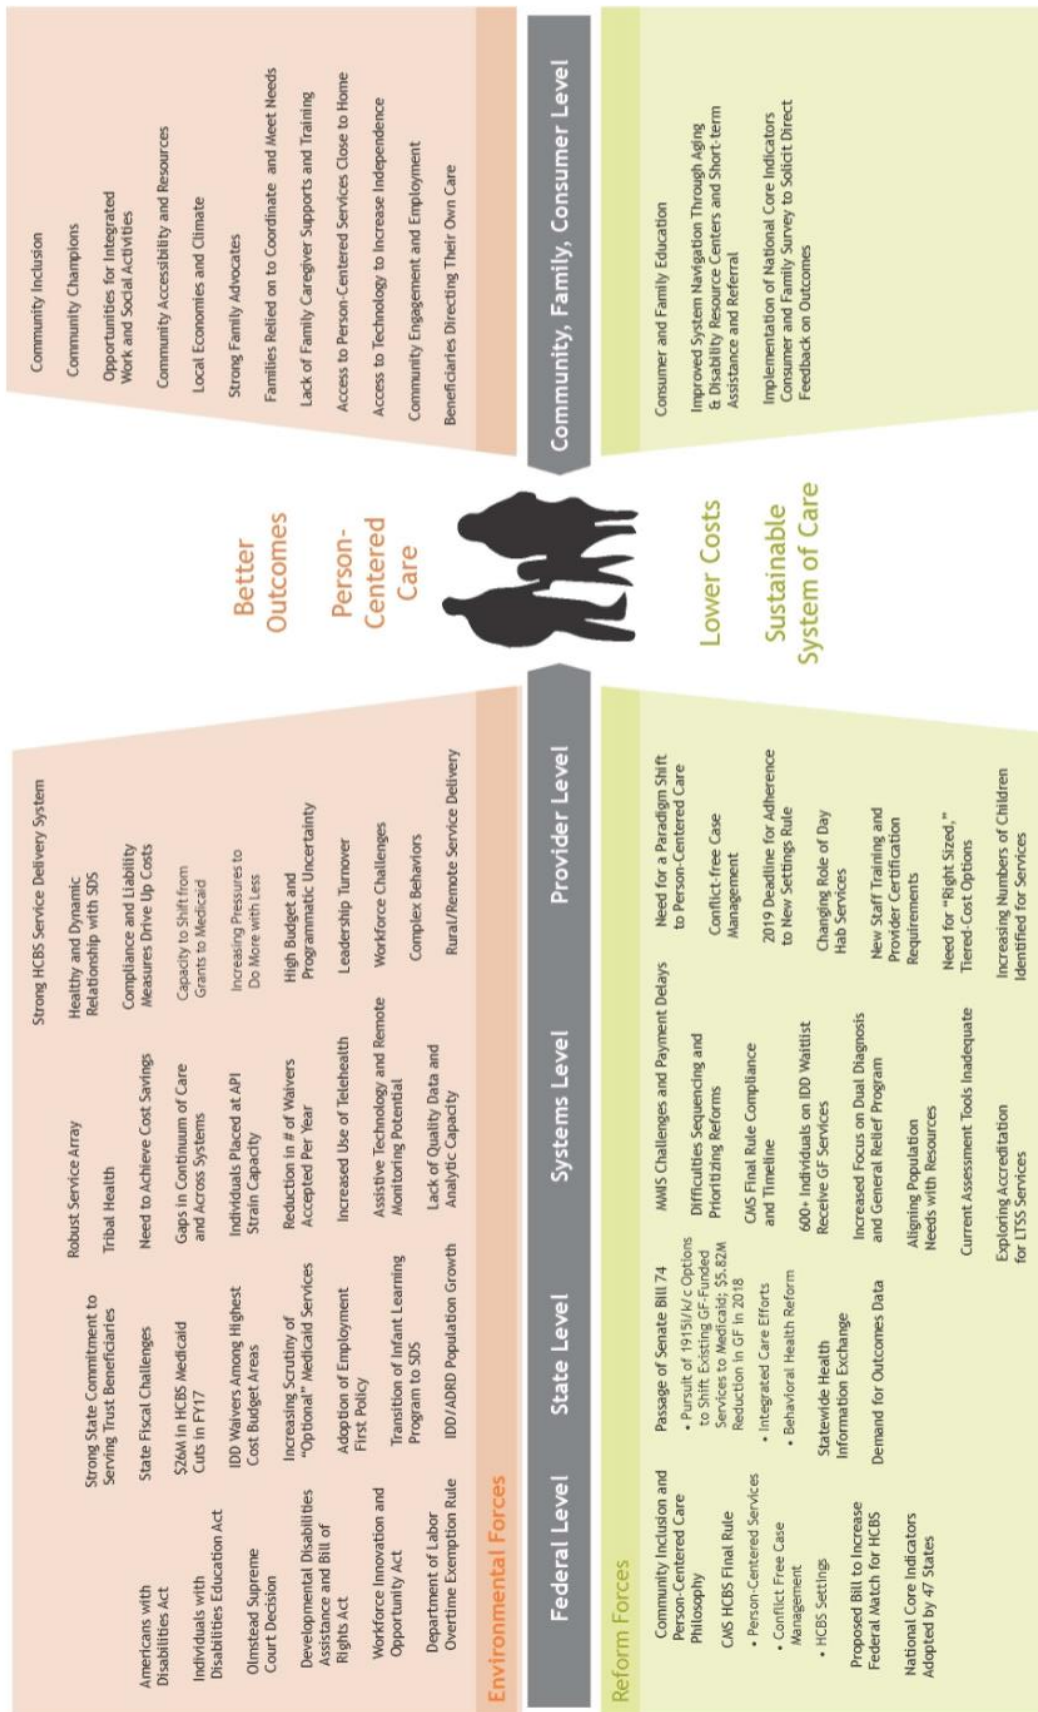 Americans with
Disabilities Act
Individuals with
Disabilities Education Act
Olmstead Supreme
Court Decision
Developmental Disabilities
Assistance and Bill of
Rights Act
Workforce Innovation and
Opportunity Act
Department of Labor
Overtime Exemption Rule
Strong State Commitment to
Serving Trust Beneficiaries
State Fiscal Challenges
$26M in HCBS Medicaid
Cuts in FY17
IDD Waivers Among Highest
Cost Budget Areas
Increasing Scrutiny of
"Optional" Medicaid Services
Adoption of Employment
First Policy
Transition of Infant Learning
Program to SDS
IDD/ADRD Population Growth
Robust Service Array
Tribal Health
Need to Achieve Cost Savings
Gaps in Continuum of Care
and Across Systems
Individuals Placed at API
Strain Capacity
Reduction in # of Waivers
Accepted Per Year
Increased Use of Telehealth
Assistive Technology and Remote
Monitoring Potential
Lack of Quality Data and
Analytic Capacity
Strong HCBS Service Delivery System
Healthy and Dynamic
Relationship with SDS
Compliance and Liability
Measures Drive Up Costs
Capacity to Shift from
Grants to Medicaid
Increasing Pressures to
Do More with Less
High Budget and
Programmatic Uncertainty
Leadership Turnover
Workforce Challenges
Complex Behaviors
Rural/Remote Service Delivery
Better
Outcomes
Person-
Centered
Care
Community Inclusion
Community Champions
Opportunities for Integrated
Work and Social Activities
Community Accessibility and Resources
Local Economies and Climate
Strong Family Advocates
Families Relied on to Coordinate and Meet Needs
Lack of Family Caregiver Supports and Training
Access to Person-Centered Services Close to Home
Access to Technology to Increase Independence
Community Engagement and Employment
Beneficiaries Directing Their Own Care
Environmental Forces
Federal Level
State Level
Systems Level
Provider Level
Community, Family, Consumer Level
Reform Forces
Community Inclusion and
Person-Centered Care
Philosophy
CMS HCBS Final Rule
• Person-Centered Services
• Conflict Free Case
Management
• HCBS Settings
Proposed Bill to Increase
Federal Match for HCBS
National Core Indicators
Adopted by 47 States
Passage of Senate Bill 74
• Pursuit of 1915i/k/c Options
to Shift Existing GF-Funded
Services to Medicaid; $5.82M
Reduction in GF in 2018
• Integrated Care Efforts
• Behavioral Health Reform
Statewide Health
Information Exchange
Demand for Outcomes Data
MMIS Challenges and Payment Delays
Difficulties Sequencing and
Prioritizing Reforms
CMS Final Rule Compliance
and Timeline
600+ Individuals on IDD Waitlist
Receive GF Services
Increased Focus on Dual Diagnosis
and General Relief Program
Aligning Population
Needs with Resources
Current Assessment Tools Inadequate
Exploring Accreditation
for LTSS Services
Need for a Paradigm Shift
to Person-Centered Care
Conflict-free Case
Management
2019 Deadline for Adherence
to New Settings Rule
Changing Role of Day
Hab Services
New Staff Training and
Provider Certification
Requirements
Need for "Right Sized,"
Tiered-Cost Options
Increasing Numbers of Children
Identified for Services
Lower Costs
Sustainable
System of Care
Consumer and Family Education
Improved System Navigation Through Aging
& Disability Resource Centers and Short-term
Assistance and Referral
Implementation of National Core Indicators
Consumer and Family Survey to Solicit Direct
Feedback on Outcomes